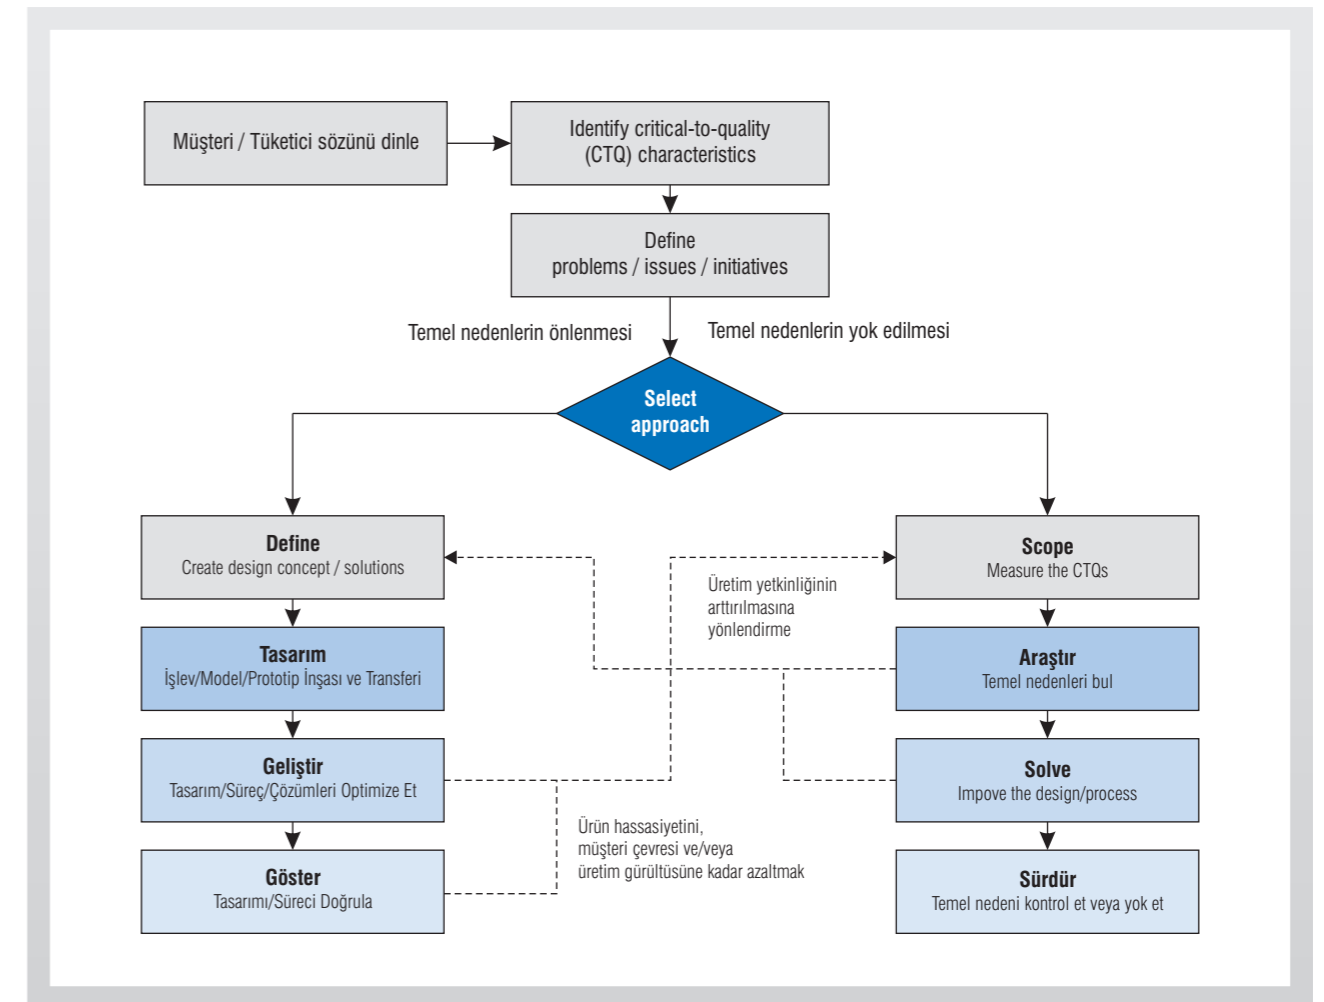 Müşteri / Tüketici sözünü dinle
Identify critical-to-quality
(CTQ) characteristics
Define
problems / issues / initiatives
Temel nedenlerin önlenmesi
Temel nedenlerin yok edilmesi
Select
approach
Define
Create design concept / solutions
Scope
Measure the CTQs
Üretim yetkinliğinin
arttırılmasına
yönlendirme
Tasarım
İşlev/Model/Prototip İnşası ve Transferi
Araştır
Temel nedenleri bul
Geliştir
Tasarım/Süreç/Çözümleri Optimize Et
Solve
Impove the design/process
Ürün hassasiyetini,
müşteri çevresi ve/veya
üretim gürültüsüne kadar azaltmak
Göster
Tasarımı/Süreci Doğrula
Sürdür
Temel nedeni kontrol et veya yok et